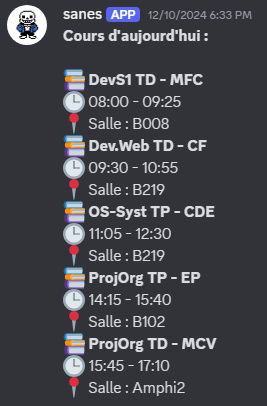 sanes APP 12/10/2024 6:33 PM
Cours d'aujourd'hui :
DevS1 TD - MFC
08:00 - 09:25
Salle : B008
Dev.Web TD - CF
09:30 - 10:55
Salle : B219
OS-Syst TP - CDE
11:05 - 12:30
Salle : B219
ProjOrg TP - EP
14:15 - 15:40
Salle : B102
ProjOrg TD - MCV
15:45 - 17:10
Salle : Amphi2